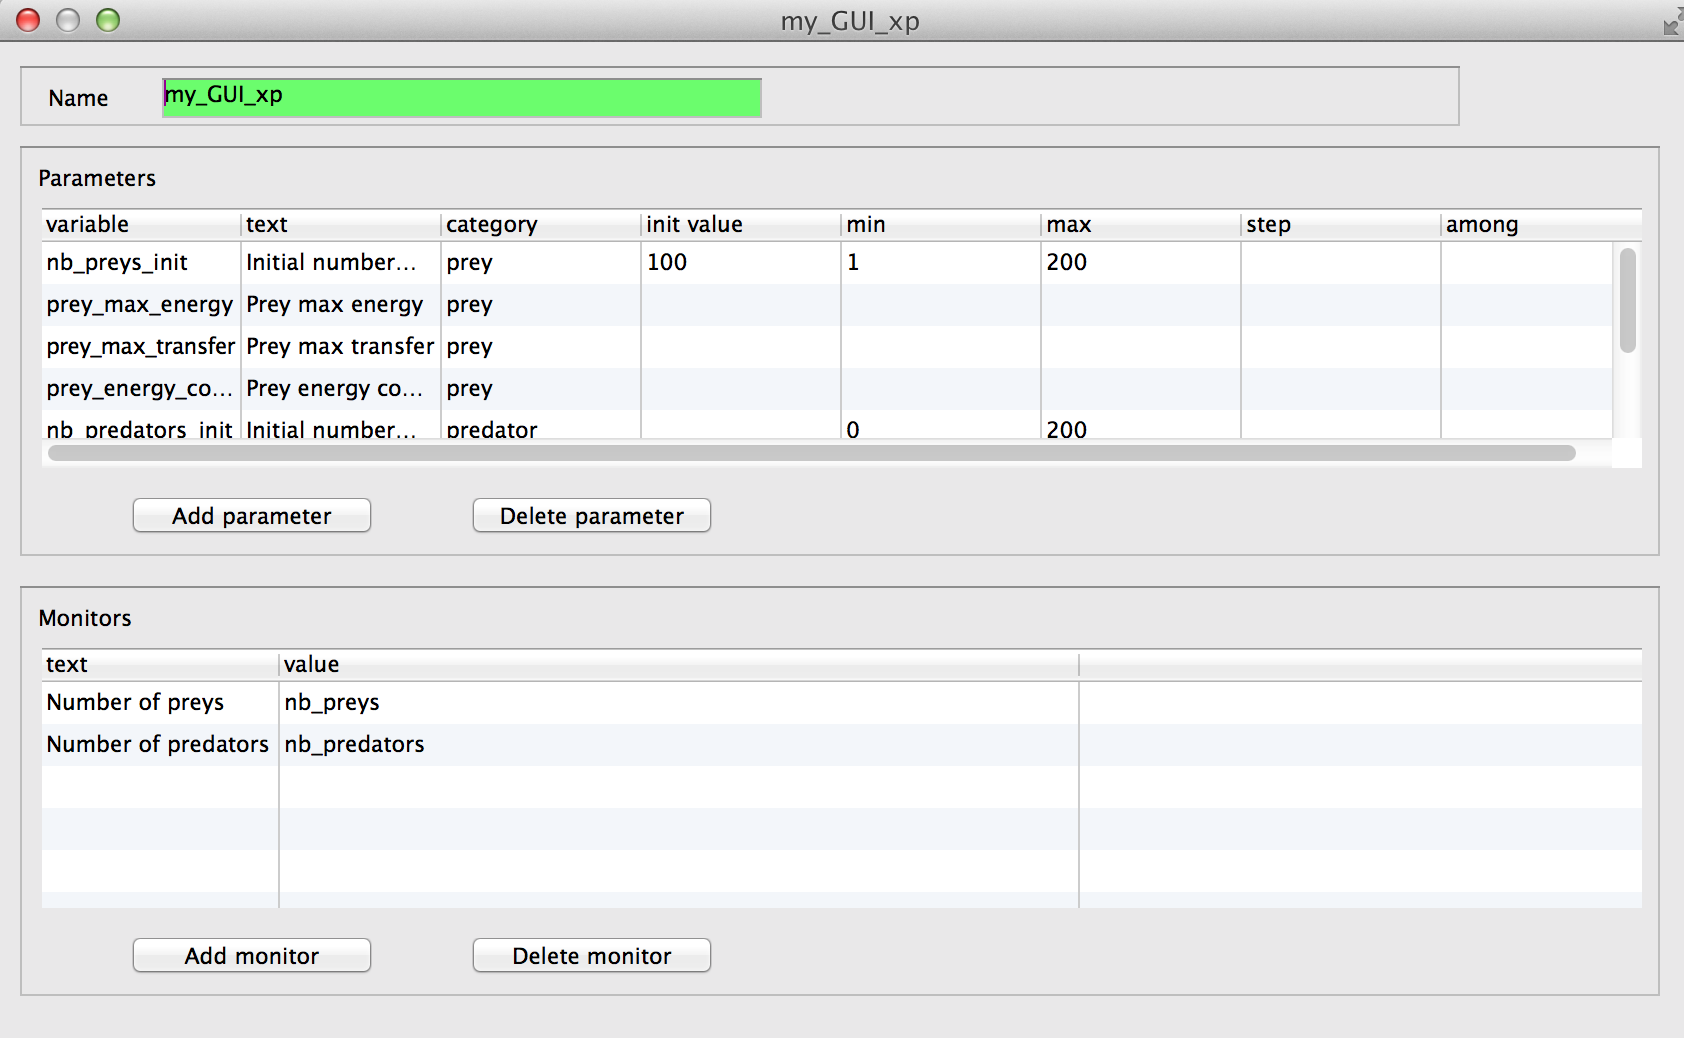 my_GUI_xp
Name my_GUI_xp
Parameters
variable text category init value min max step among
nb_preys_init Initial number... prey 100 1 200
prey_max_energy Prey max energy prey
prey_max_transfer Prey max transfer prey
prey_energy_co... Prey energy co... prey
nb_predators_init Initial number... predator 0 200
Add parameter Delete parameter
Monitors
text value
Number of preys nb_preys
Number of predators nb_predators
Add monitor Delete monitor